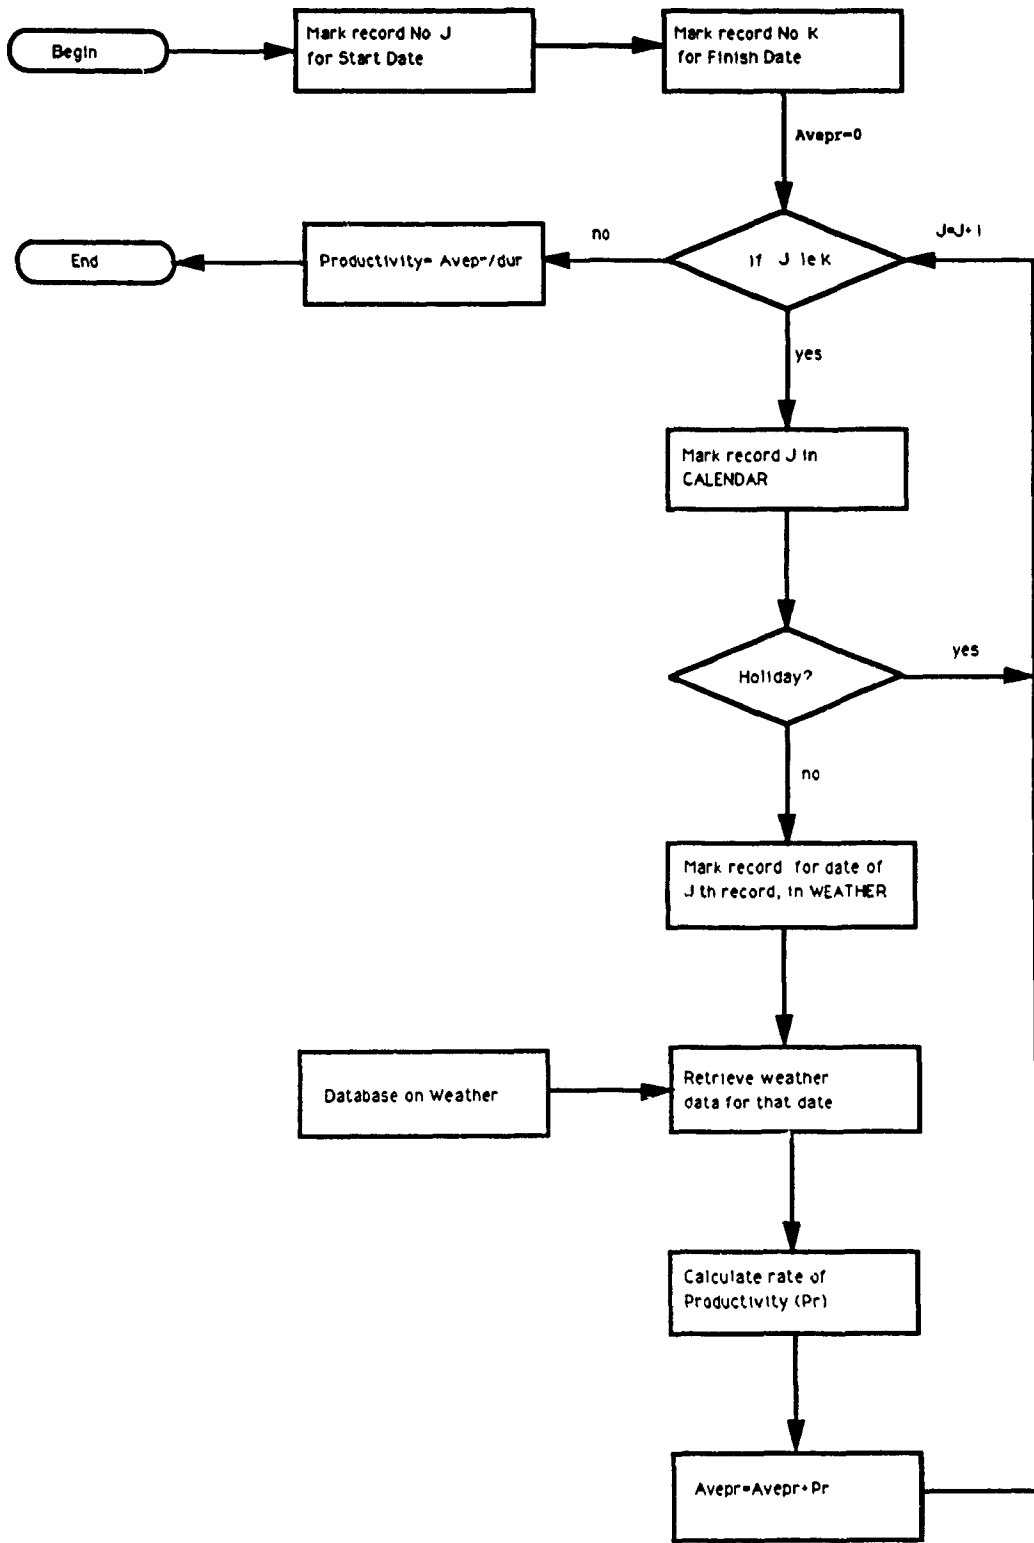 Begin
Mark record No J
for Start Date
Mark record No K
for Finish Date
Avepr=0
End
Productivity= Avepr/dur
no
If J le K
J=J+1
yes
Mark record J in
CALENDAR
Holiday?
yes
no
Mark record for date of
J th record, in WEATHER
Database on Weather
Retrieve weather
data for that date
Calculate rate of
Productivity (Pr)
Avepr=Avepr+Pr